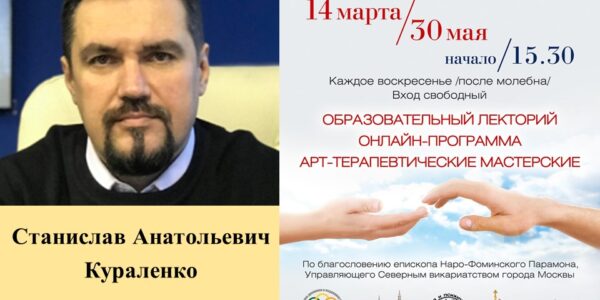 14 марта/30 мая
начало/15.30
Каждое воскресенье /после молебна/
Вход свободный
ОБРАЗОВАТЕЛЬНЫЙ ЛЕКТОРИЙ
ОНЛАЙН-ПРОГРАММА
АРТ-ТЕРАПЕВТИЧЕСКИЕ МАСТЕРСКИЕ
По благословению епископа Наро-Фоминского Парамона,
Управляющего Северным викариатством города Москвы
Станислав Анатольевич
Кураленко